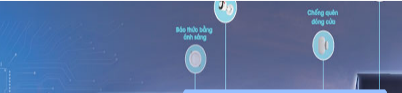 Báo thức bằng
ánh sáng
Chống quên
đóng cửa